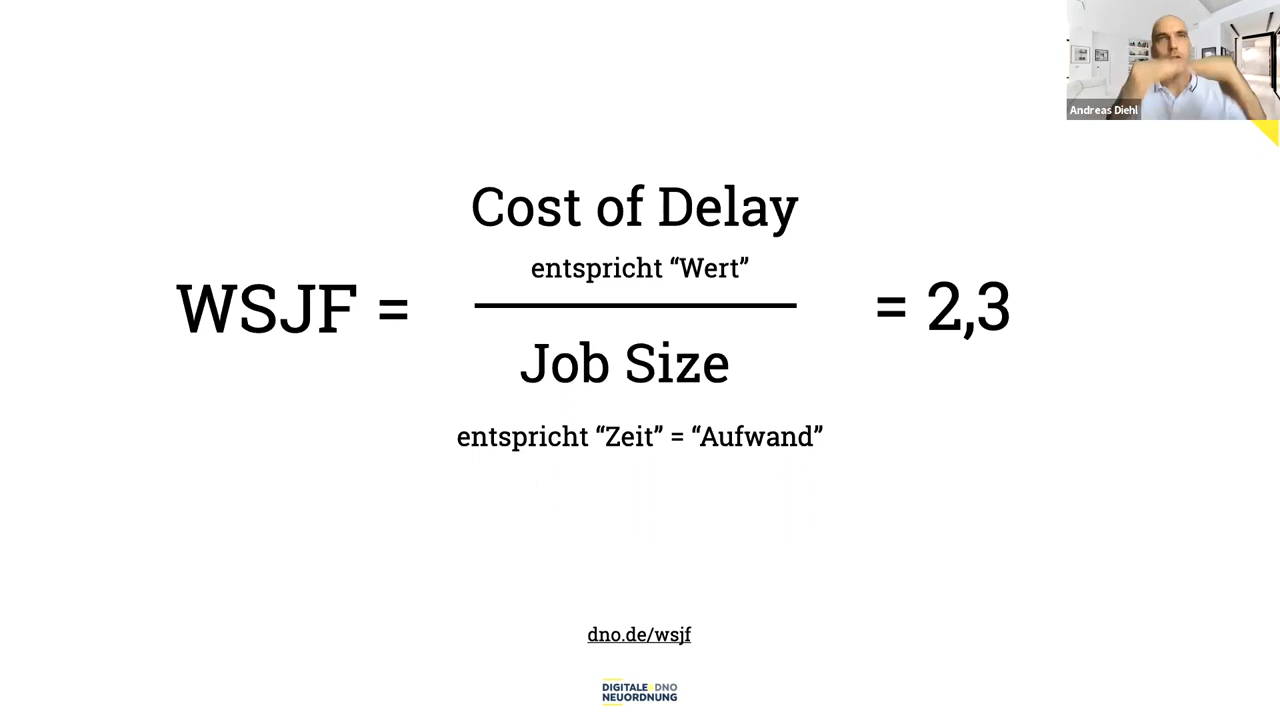 Andreas Diehl
Cost of Delay
entspricht “Wert”
WSJF =
= 2,3
Job Size
entspricht “Zeit” = “Aufwand”
dno.de/wsjf
DIGITALE DNO
NEUORDNUNG